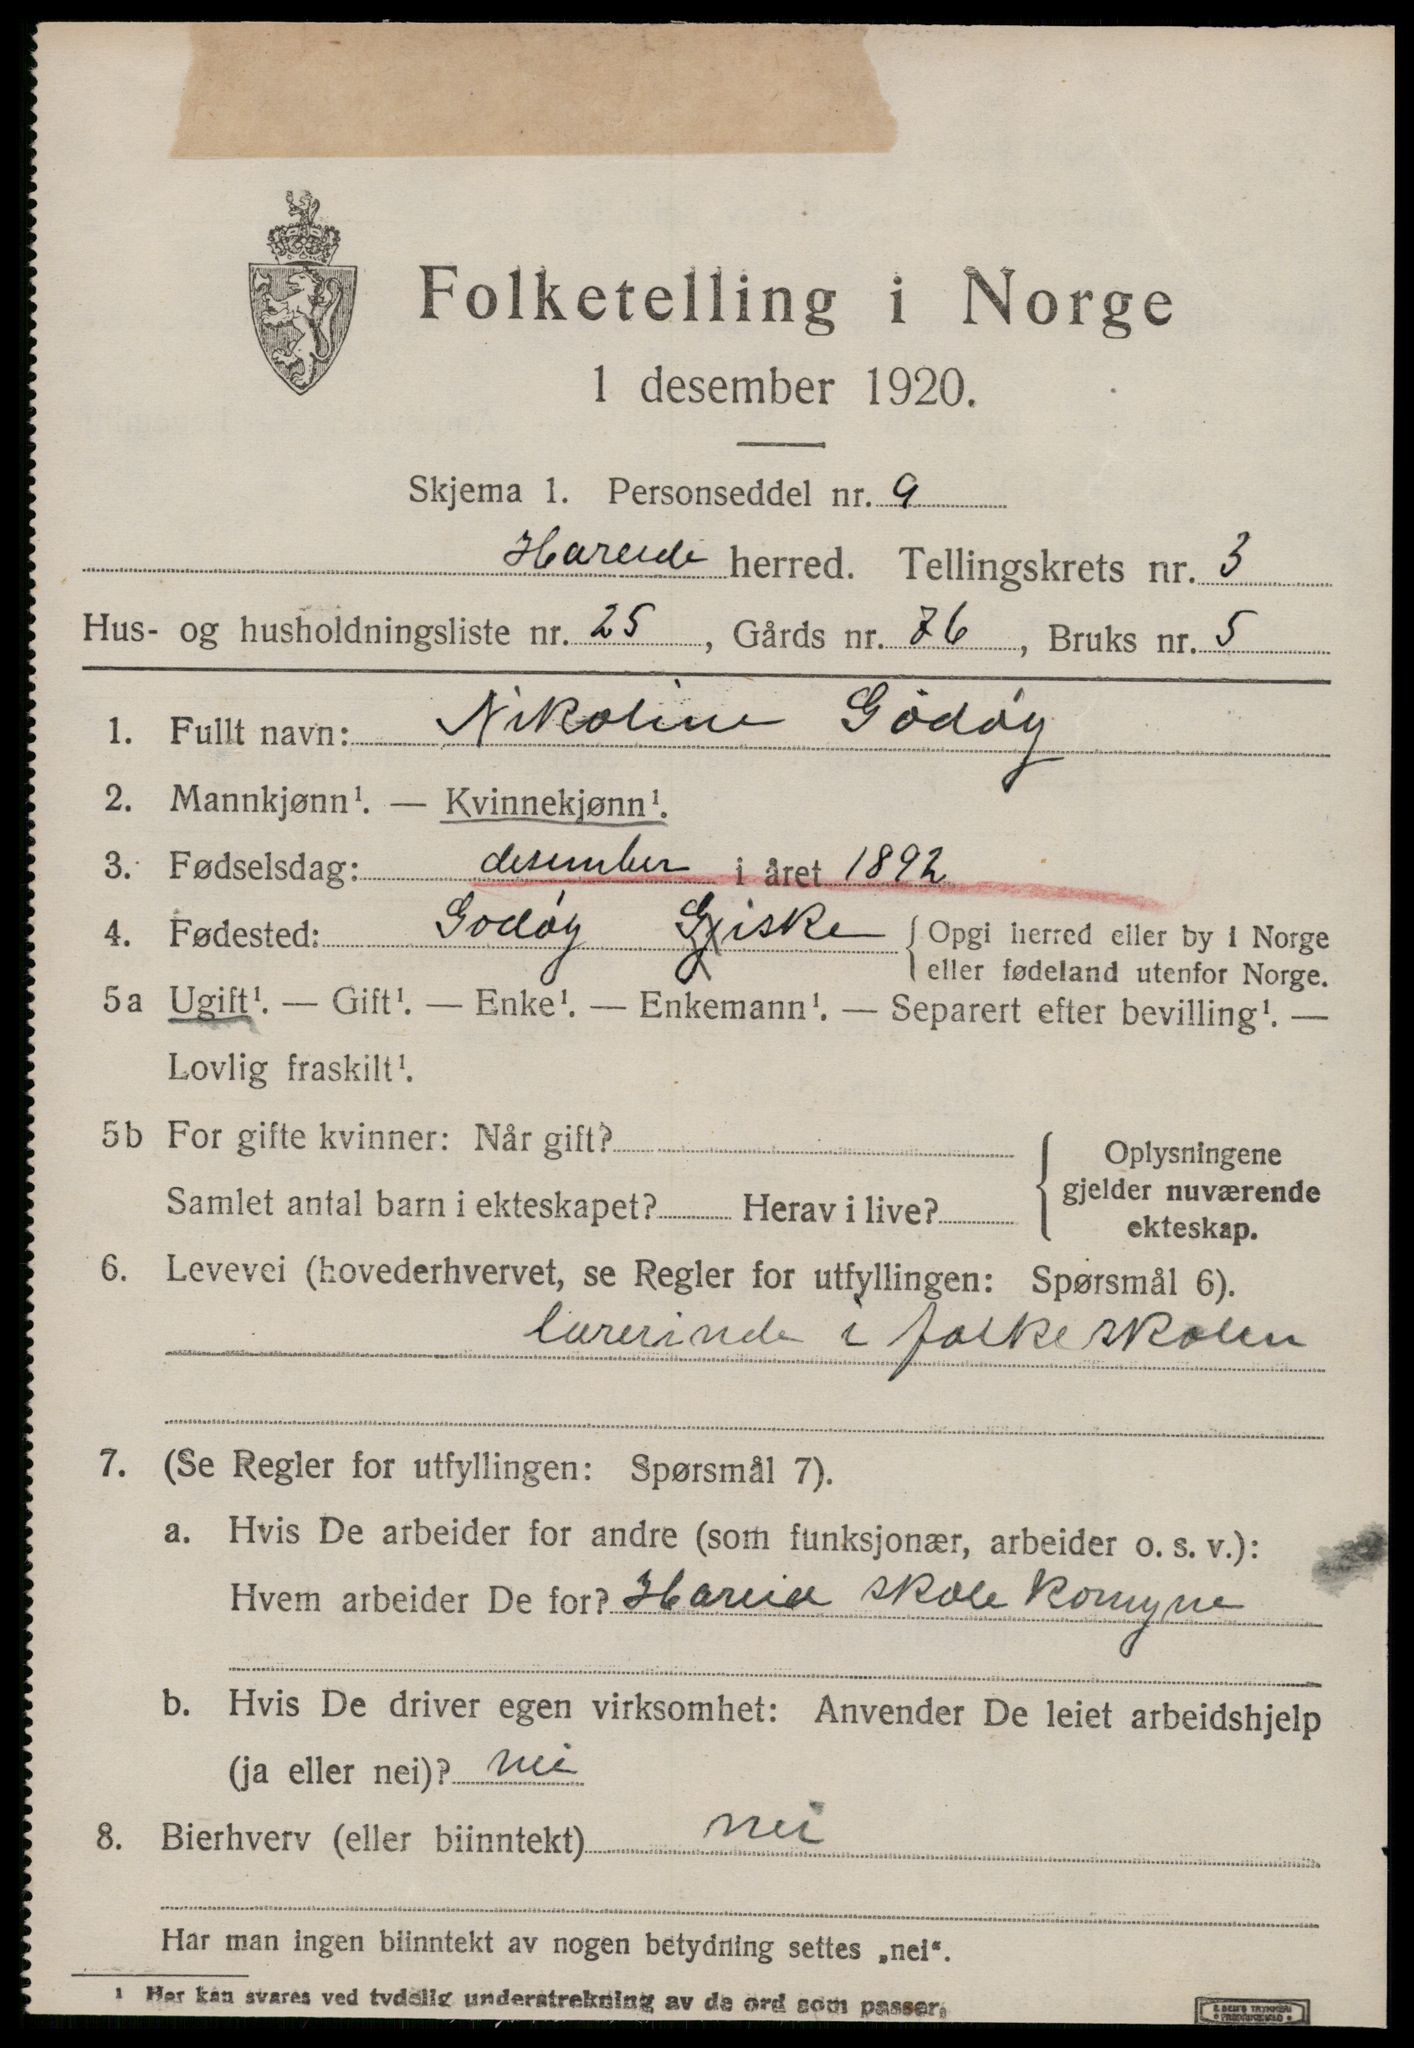 Folketelling i Norge
1 desember 1920.
Skjema 1. Personseddel nr. 9
Hareide herred. Tellingskrets nr. 3
Hus- og husholdningsliste nr. 25, Gårds nr. 76, Bruks nr. 5
1. Fullt navn: Nikoline Godøy
2. Mannkjønn¹. — Kvinnekjønn¹.
3. Fødselsdag: desember i året 1892
4. Fødested: Godøy Giske { Opgi herred eller by i Norge
eller fødeland utenfor Norge.
5a Ugift¹. — Gift¹. — Enke¹. — Enkemann¹. — Separert efter bevilling¹. —
Lovlig fraskilt¹.
5b For gifte kvinner: Når gift?
Samlet antal barn i ekteskapet? Herav i live?
Oplysningene
gjelder nuværende
ekteskap.
6. Levevei (hovederhvervet, se Regler for utfyllingen: Spørsmål 6).
lærerinde i folkeskolen
7. (Se Regler for utfyllingen: Spørsmål 7).
a. Hvis De arbeider for andre (som funksjonær, arbeider o. s. v.):
Hvem arbeider De for? Hareid skolekomyne
b. Hvis De driver egen virksomhet: Anvender De leiet arbeidshjelp
(ja eller nei)? nei
8. Bierhverv (eller biinntekt) nei
Har man ingen biinntekt av nogen betydning settes „nei“.
¹ Her kan svares ved tydelig understrekning av de ord som passer.